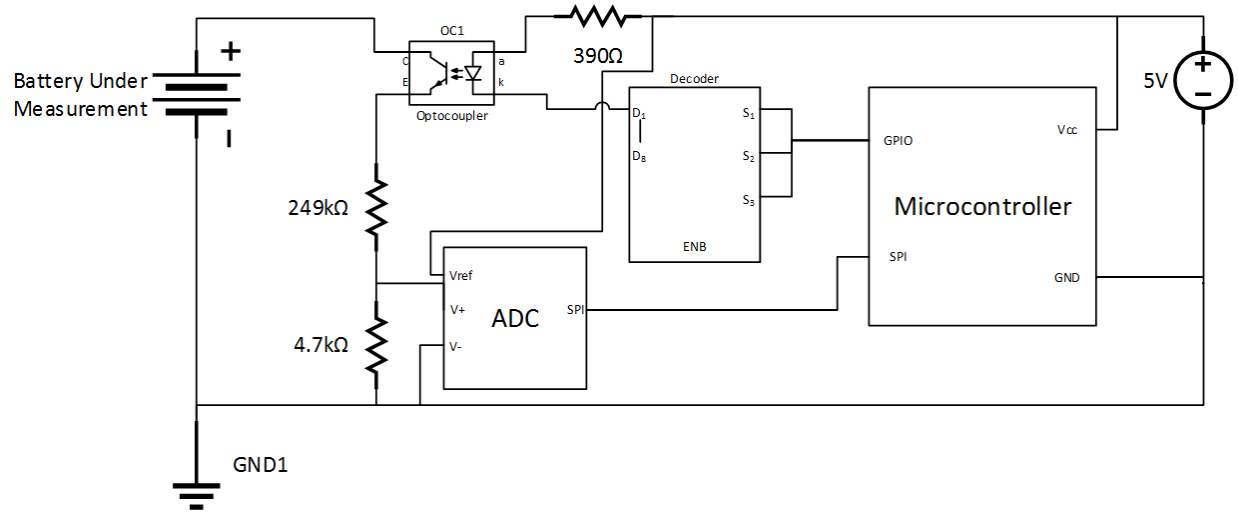 OC1
C
a
E
k
Optocoupler
390Ω
Battery Under
Measurement
+
−
249kΩ
4.7kΩ
GND1
Vref
V+
V-
ADC
SPI
Decoder
D1
D8
S1
S2
S3
ENB
GPIO
Vcc
Microcontroller
SPI
GND
5V
+
−